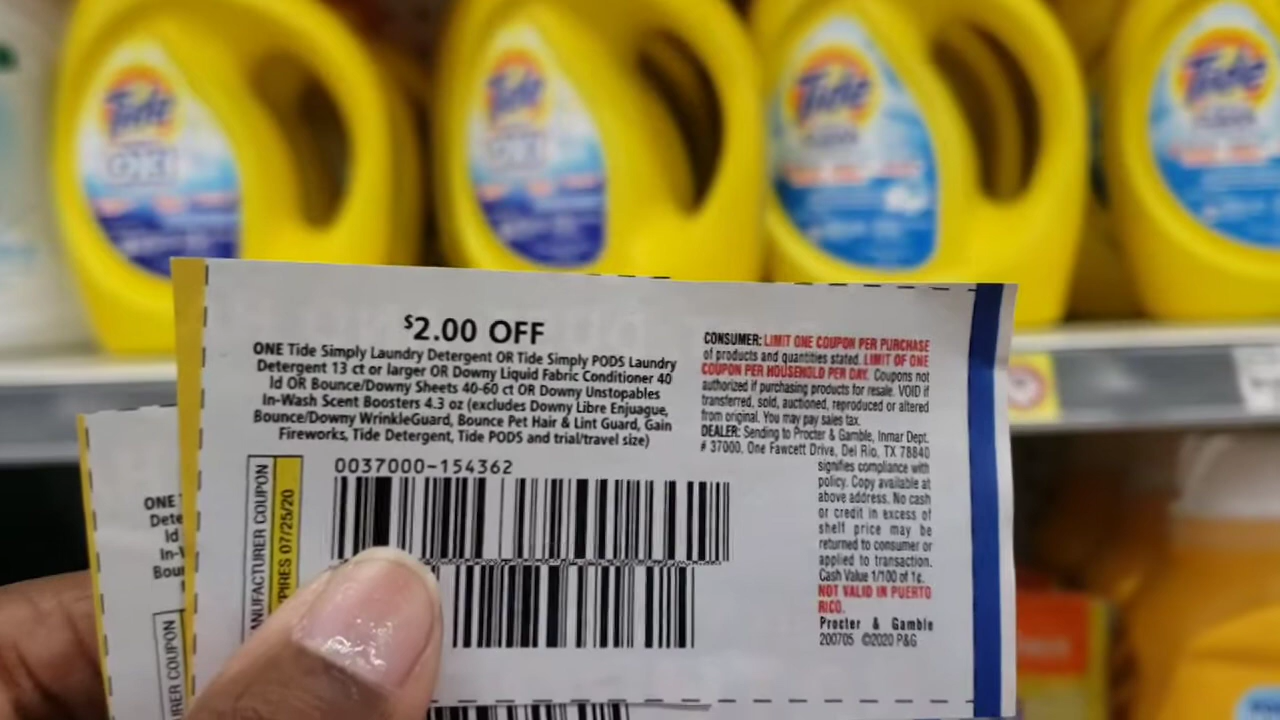 Tide
Tide
Tide
Tide
$2.00 OFF
ONE Tide Simply Laundry Detergent OR Tide Simply PODS Laundry
Detergent 13 ct or larger OR Downy Liquid Fabric Conditioner 40
ld OR Bounce/Downy Sheets 40-60 ct OR Downy Unstopables
In-Wash Scent Boosters 4.3 oz (excludes Downy Libre Enjuague,
Bounce/Downy WrinkleGuard, Bounce Pet Hair & Lint Guard, Gain
Fireworks, Tide Detergent, Tide PODS and trial/travel size)
0037000-154362
NUFACTURER COUPON
PIRES 07/25/20
CONSUMER: LIMIT ONE COUPON PER PURCHASE
of products and quantities stated. LIMIT OF ONE
COUPON PER HOUSEHOLD PER DAY. Coupons not
authorized if purchasing products for resale. VOID if
transferred, sold, auctioned, reproduced or altered
from original. You may pay sales tax.
DEALER: Sending to Procter & Gamble, Inmar Dept.
# 37000, One Fawcett Drive, Del Rio, TX 78840
signifies compliance with
policy. Copy available at
above address. No cash
or credit in excess of
shelf price may be
returned to consumer or
applied to transaction.
Cash Value 1/100 of 1¢.
NOT VALID IN PUERTO
RICO.
Procter & Gamble
200705 ©2020 P&G
ONE
Dete
ld
In-
Bou
RER COUPON